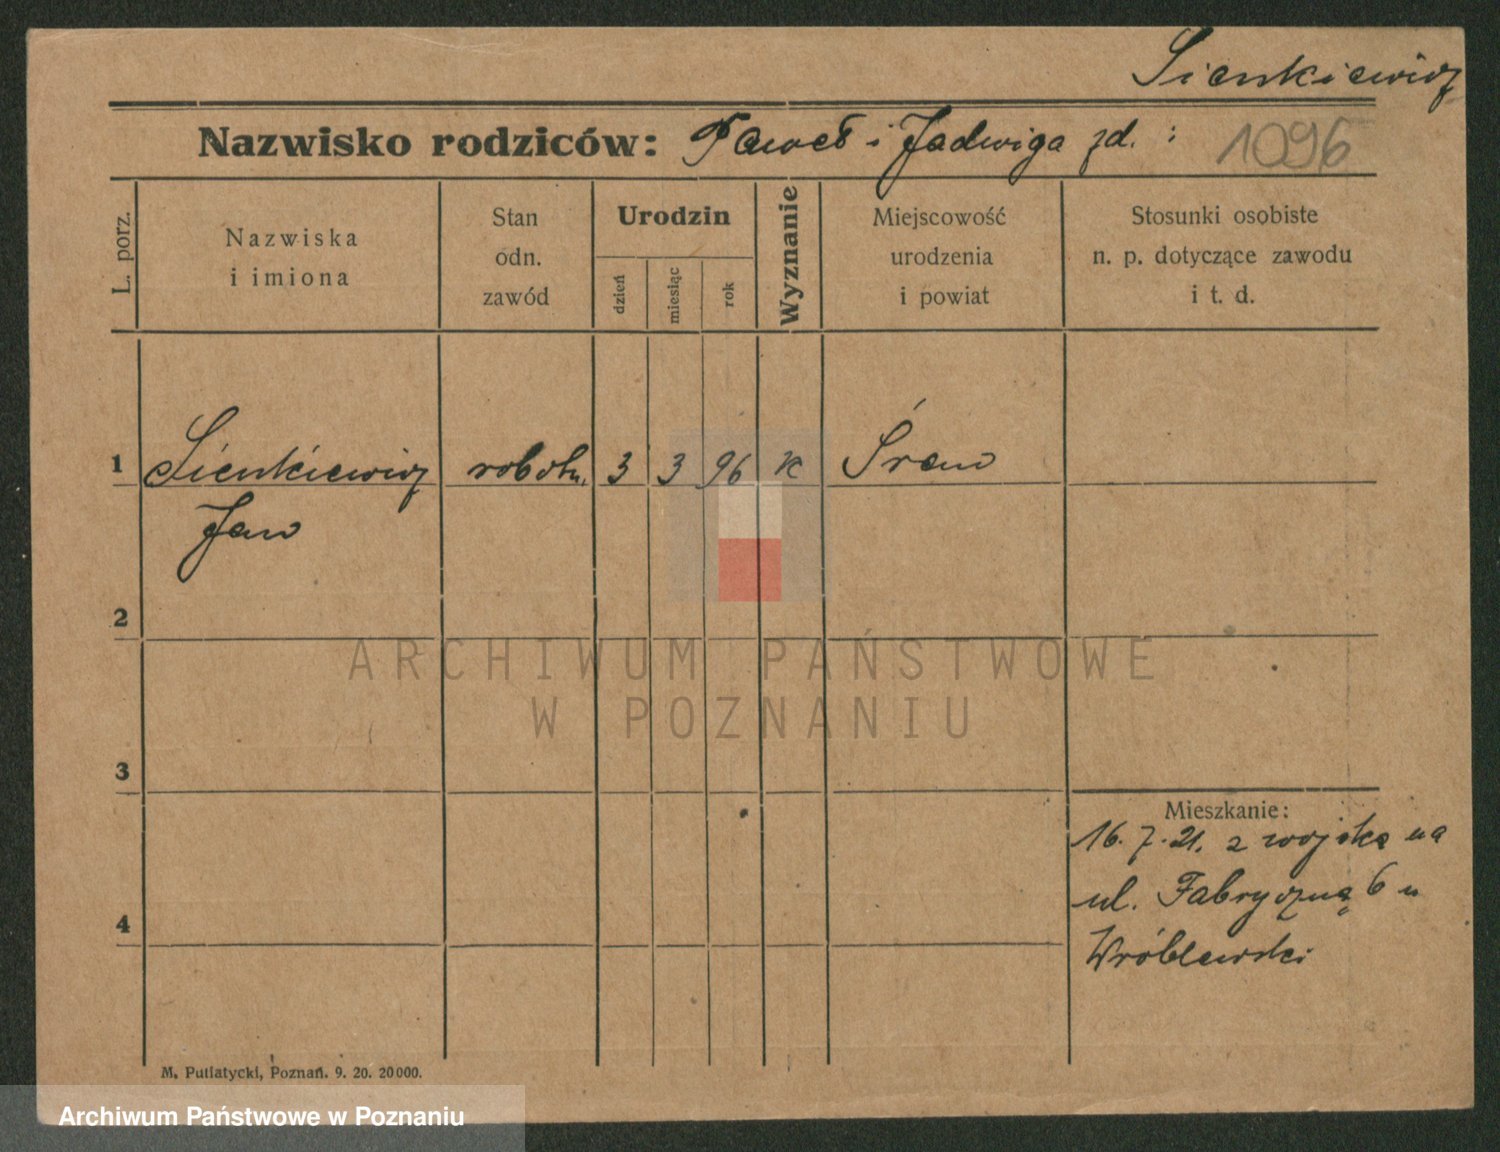 Sienkiewicz
Nazwisko rodziców: Paweł i Jadwiga zd. :
1096
L. porz.
Nazwiska
i imiona
Stan
odn.
zawód
Urodzin
dzień
miesiąc
rok
Wyznanie
Miejscowość
urodzenia
i powiat
Stosunki osobiste
n. p. dotyczące zawodu
i t. d.
1 Sienkiewicz robotn. 3 3 96 k Śrem
Jan
2
3
4
Mieszkanie:
16. 7. 21. z wojska na
ul. Fabryczną 6 u
Wróblewski
M. Putiatycki, Poznań. 9. 20. 20000.
ARCHIWUM PAŃSTWOWE
W POZNANIU
Archiwum Państwowe w Poznaniu